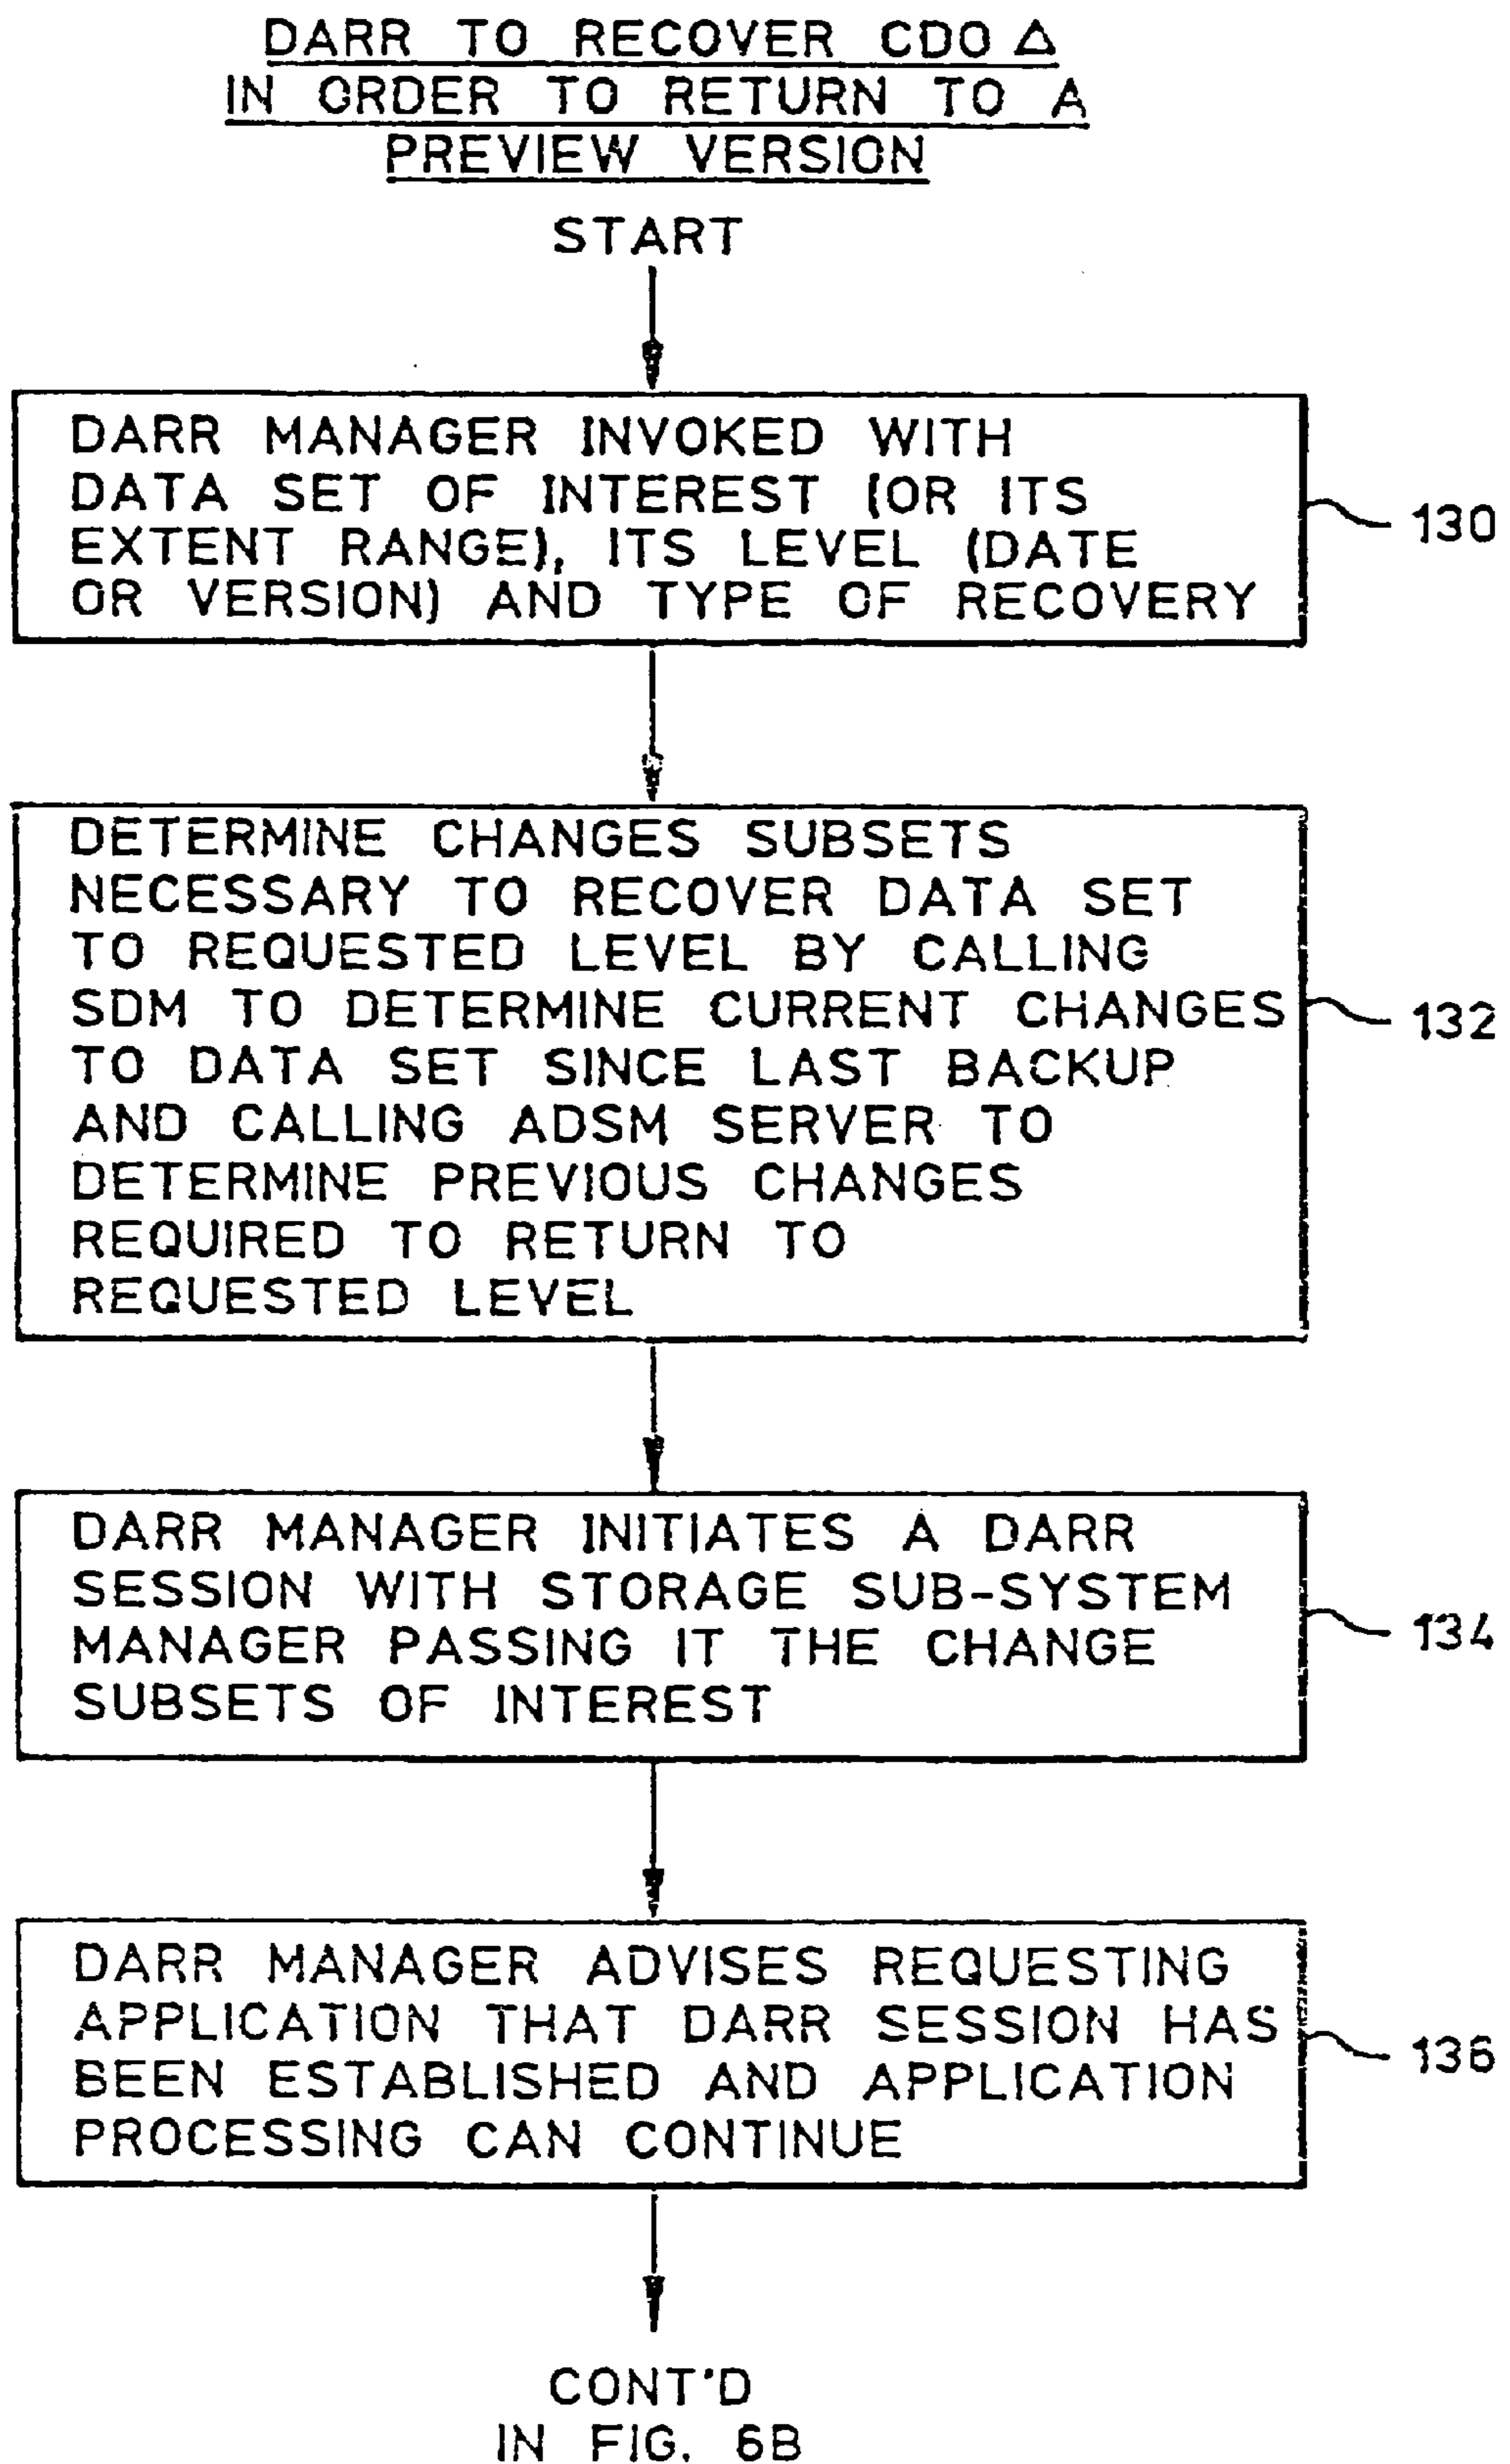 DARR TO RECOVER CDO Δ
IN ORDER TO RETURN TO A
PREVIEW VERSION
START
DARR MANAGER INVOKED WITH
DATA SET OF INTEREST (OR ITS
EXTENT RANGE), ITS LEVEL (DATE
OR VERSION) AND TYPE OF RECOVERY
130
DETERMINE CHANGES SUBSETS
NECESSARY TO RECOVER DATA SET
TO REQUESTED LEVEL BY CALLING
SDM TO DETERMINE CURRENT CHANGES
TO DATA SET SINCE LAST BACKUP
AND CALLING ADSM SERVER TO
DETERMINE PREVIOUS CHANGES
REQUIRED TO RETURN TO
REQUESTED LEVEL
132
DARR MANAGER INITIATES A DARR
SESSION WITH STORAGE SUB-SYSTEM
MANAGER PASSING IT THE CHANGE
SUBSETS OF INTEREST
134
DARR MANAGER ADVISES REQUESTING
APPLICATION THAT DARR SESSION HAS
BEEN ESTABLISHED AND APPLICATION
PROCESSING CAN CONTINUE
136
CONT'D
IN FIG. 6B